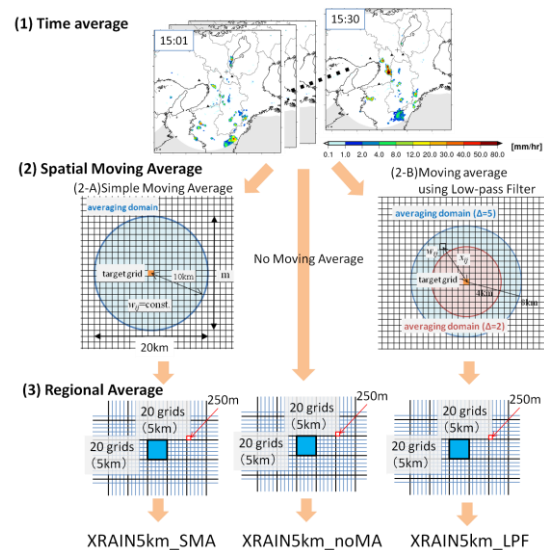 (1) Time average
15:01
15:30
[mm/hr]
0.1 1.0 2.0 4.0 8.0 12.0 20.0 30.0 50.0 80.0
(2) Spatial Moving Average
(2-A)Simple Moving Average
averaging domain
target grid
10km
m
wij=const
20km
No Moving Average
(2-B)Moving average
using Low-pass Filter
averaging domain (Δ=5)
target grid
4km
8km
averaging domain (Δ=2)
(3) Regional Average
250m
20 grids
(5km)
20 grids
(5km)
250m
20 grids
(5km)
20 grids
(5km)
250m
20 grids
(5km)
20 grids
(5km)
XRAIN5km_SMA
XRAIN5km_noMA
XRAIN5km_LPF